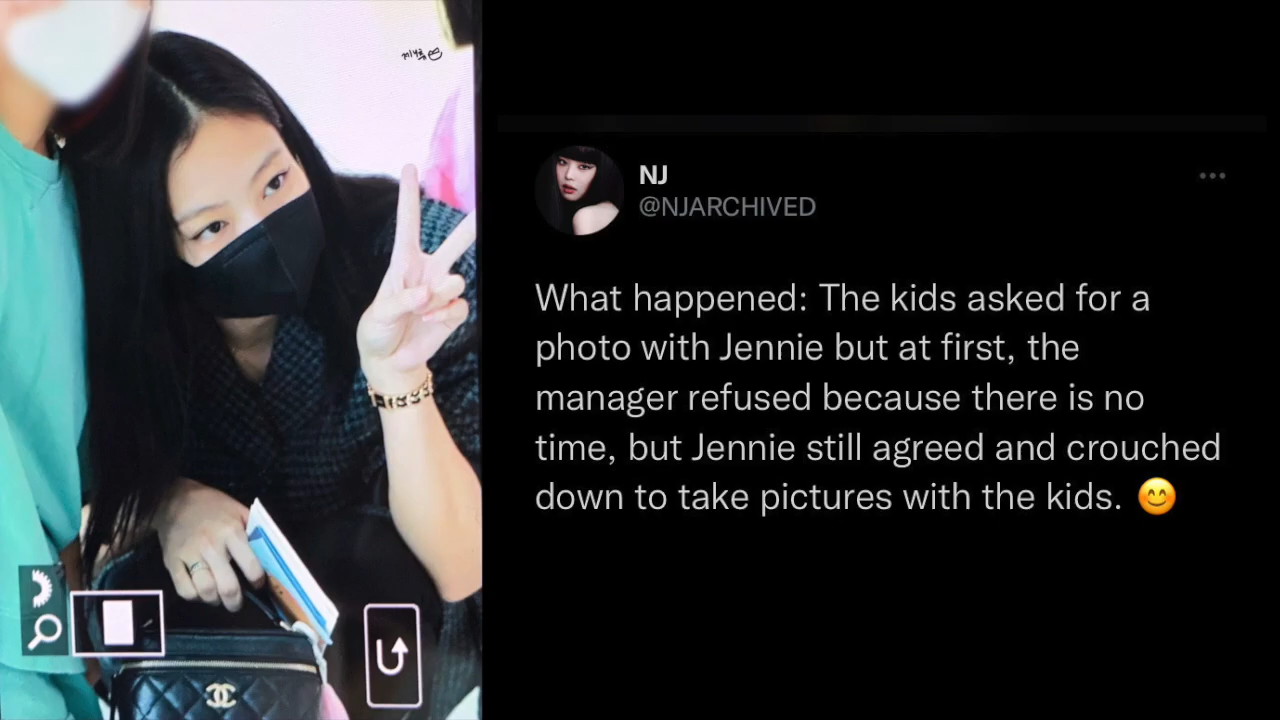 NJ
@NJARCHIVED
What happened: The kids asked for a
photo with Jennie but at first, the
manager refused because there is no
time, but Jennie still agreed and crouched
down to take pictures with the kids. 😊